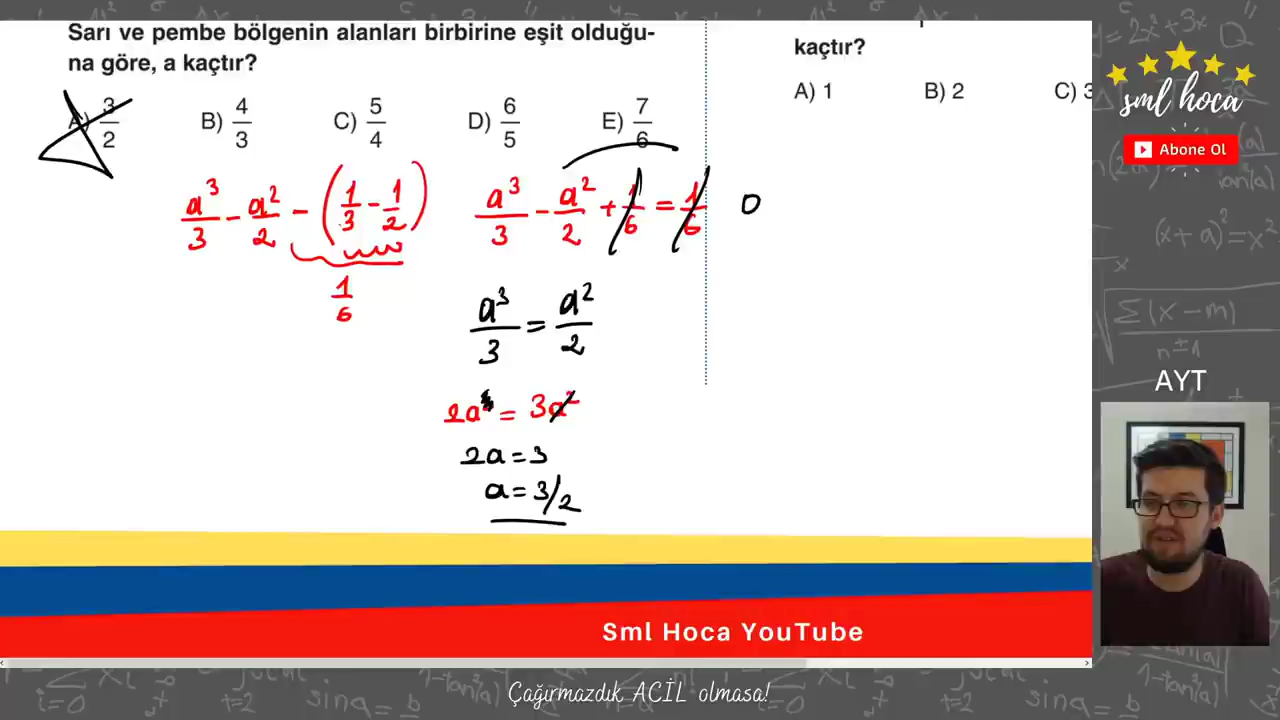 Sarı ve pembe bölgenin alanları birbirine eşit olduğu-
na göre, a kaçtır?
A) 3/2 B) 4/3 C) 5/4 D) 6/5 E) 7/6
a³/3 - a²/2 - (1/3 - 1/2)
1/6
a³/3 - a²/2 + 1/6 = 1/6
0
a³/3 = a²/2
2a = 3a²
2a = 3
a = 3/2
kaçtır?
A) 1 B) 2 C) 3
sml hoca
Abone Ol
AYT
Sml Hoca YouTube
Çağırmazdık ACİL olmasa!